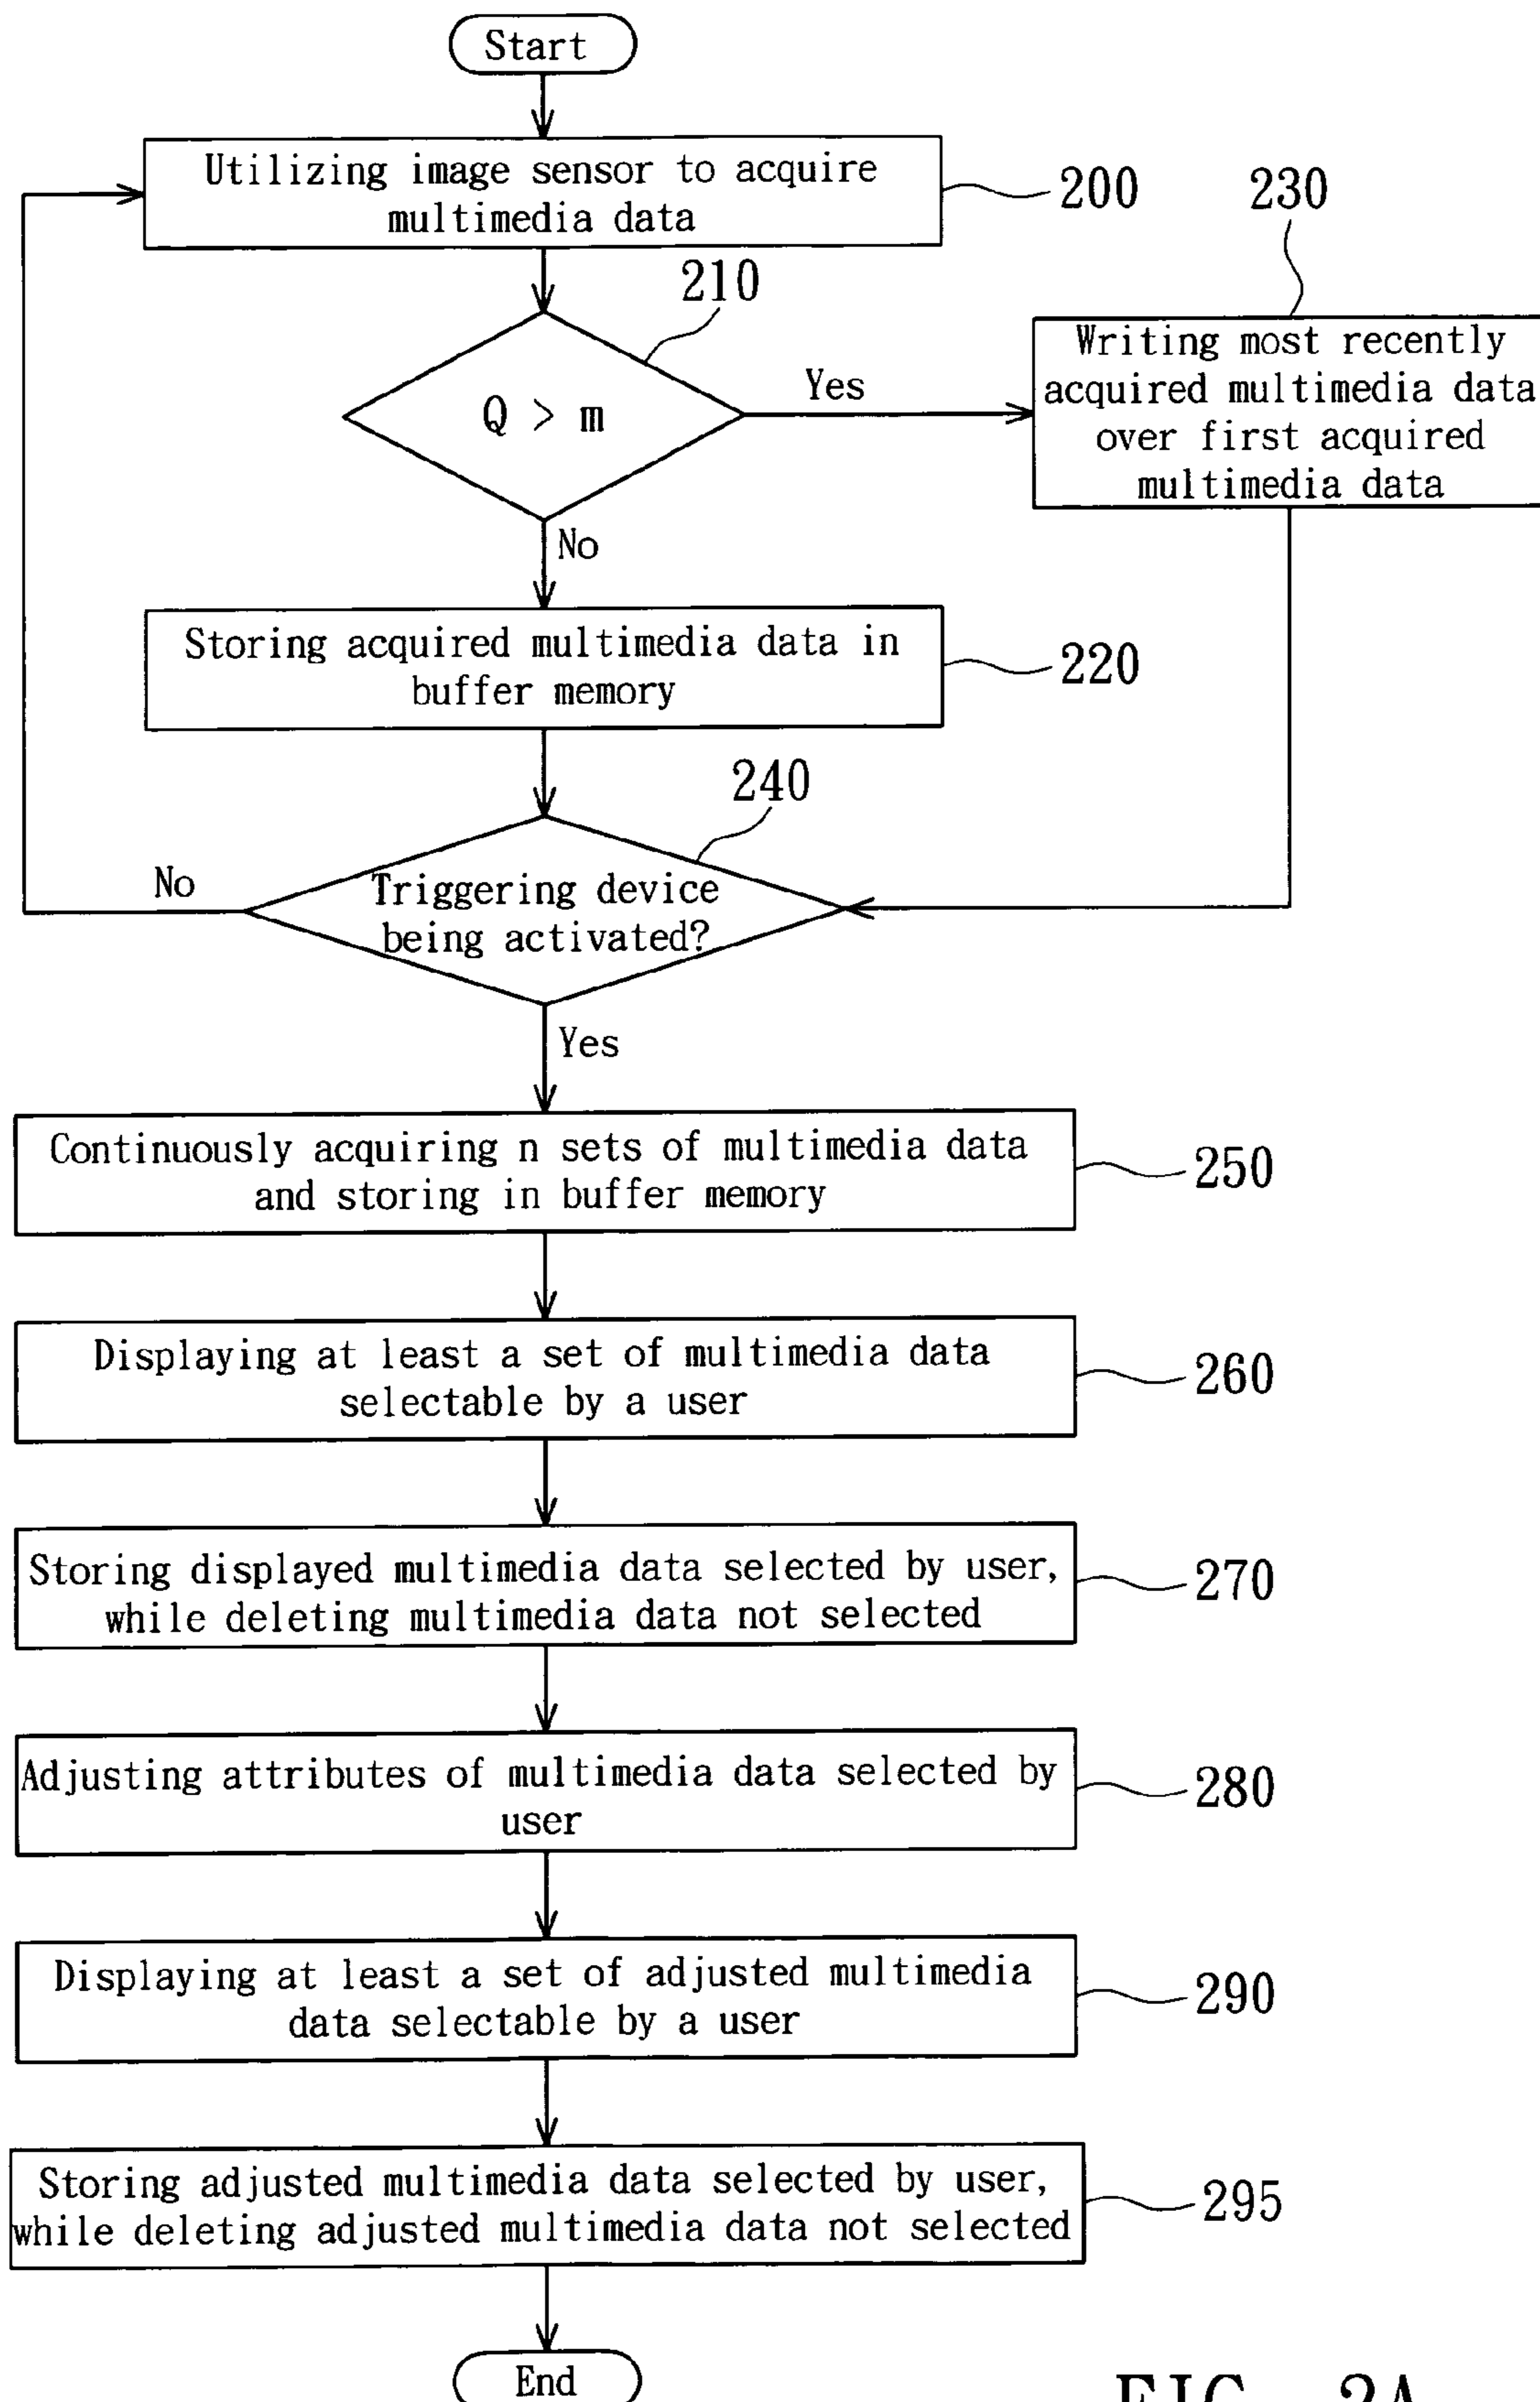 Start
Utilizing image sensor to acquire
multimedia data
200
230
210
Writing most recently
acquired multimedia data
over first acquired
multimedia data
Q > m
Yes
No
Storing acquired multimedia data in
buffer memory
220
240
Triggering device
being activated?
No
Yes
Continuously acquiring n sets of multimedia data
and storing in buffer memory
250
Displaying at least a set of multimedia data
selectable by a user
260
Storing displayed multimedia data selected by user,
while deleting multimedia data not selected
270
Adjusting attributes of multimedia data selected by
user
280
Displaying at least a set of adjusted multimedia
data selectable by a user
290
Storing adjusted multimedia data selected by user,
while deleting adjusted multimedia data not selected
295
End
FIG. 2A